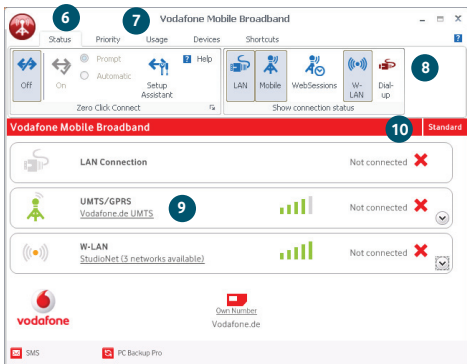 6
7
Vodafone Mobile Broadband
Status Priority Usage Devices Shortcuts
8
Off
On
Prompt
Automatic
Setup
Assistant
Help
Zero Click Connect
LAN
Mobile
WebSessions
W-
LAN
Dial-
up
Show connection status
Vodafone Mobile Broadband
10
Standard
LAN Connection
Not connected
UMTS/GPRS
Vodafone.de UMTS
9
Not connected
W-LAN
StudioNet (3 networks available)
Not connected
vodafone
Own Number
Vodafone.de
SMS
PC Backup Pro